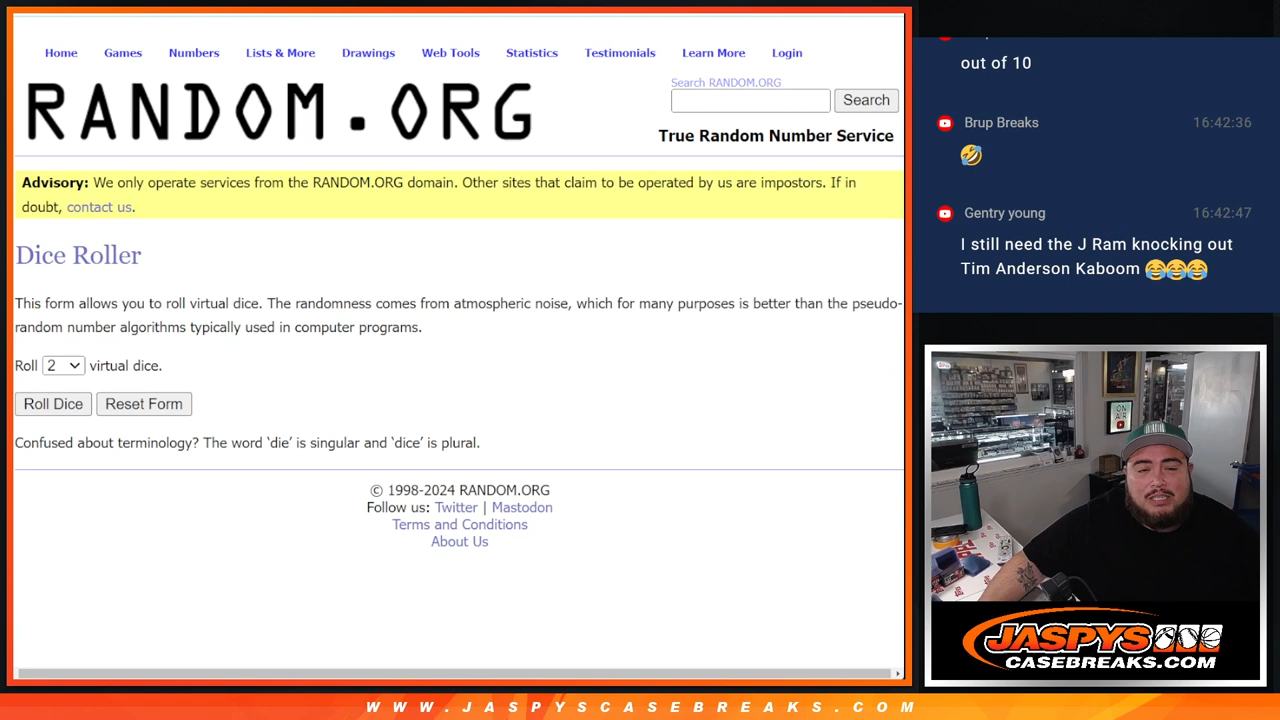 Home Games Numbers Lists & More Drawings Web Tools Statistics Testimonials Learn More Login
RANDOM.ORG
Search RANDOM.ORG
Search
True Random Number Service
Advisory: We only operate services from the RANDOM.ORG domain. Other sites that claim to be operated by us are impostors. If in
doubt, contact us.
Dice Roller
This form allows you to roll virtual dice. The randomness comes from atmospheric noise, which for many purposes is better than the pseudo-
random number algorithms typically used in computer programs.
Roll 2 virtual dice.
Roll Dice Reset Form
Confused about terminology? The word ‘die’ is singular and ‘dice’ is plural.
© 1998-2024 RANDOM.ORG
Follow us: Twitter | Mastodon
Terms and Conditions
About Us
out of 10
Brup Breaks 16:42:36
🤣
Gentry young 16:42:47
I still need the J Ram knocking out
Tim Anderson Kaboom 😂😂😂
ON
AIR
JASPYS
CASEBREAKS.COM
WWW.JASPYSCASEBREAKS.COM